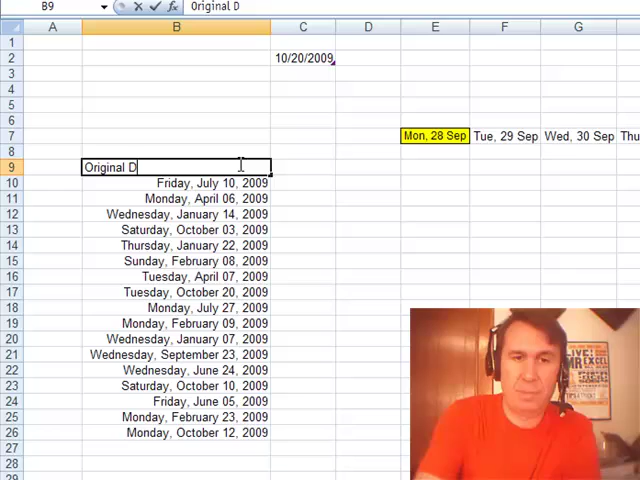 B9 Original D
A B C D E F G
1
2 10/20/2009
3
4
5
6
7 Mon, 28 Sep Tue, 29 Sep Wed, 30 Sep Thu
8
9 Original D
10 Friday, July 10, 2009
11 Monday, April 06, 2009
12 Wednesday, January 14, 2009
13 Saturday, October 03, 2009
14 Thursday, January 22, 2009
15 Sunday, February 08, 2009
16 Tuesday, April 07, 2009
17 Tuesday, October 20, 2009
18 Monday, July 27, 2009
19 Monday, February 09, 2009
20 Wednesday, January 07, 2009
21 Wednesday, September 23, 2009
22 Wednesday, June 24, 2009
23 Saturday, October 10, 2009
24 Friday, June 05, 2009
25 Monday, February 23, 2009
26 Monday, October 12, 2009
27
28
29
LIVE!
MR EXCEL